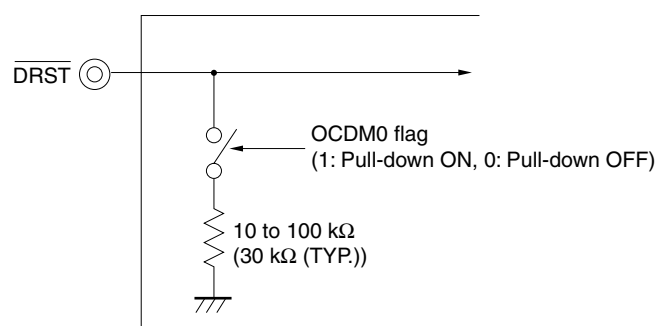 DRST
OCDM0 flag
(1: Pull-down ON, 0: Pull-down OFF)
10 to 100 kΩ
(30 kΩ (TYP.))